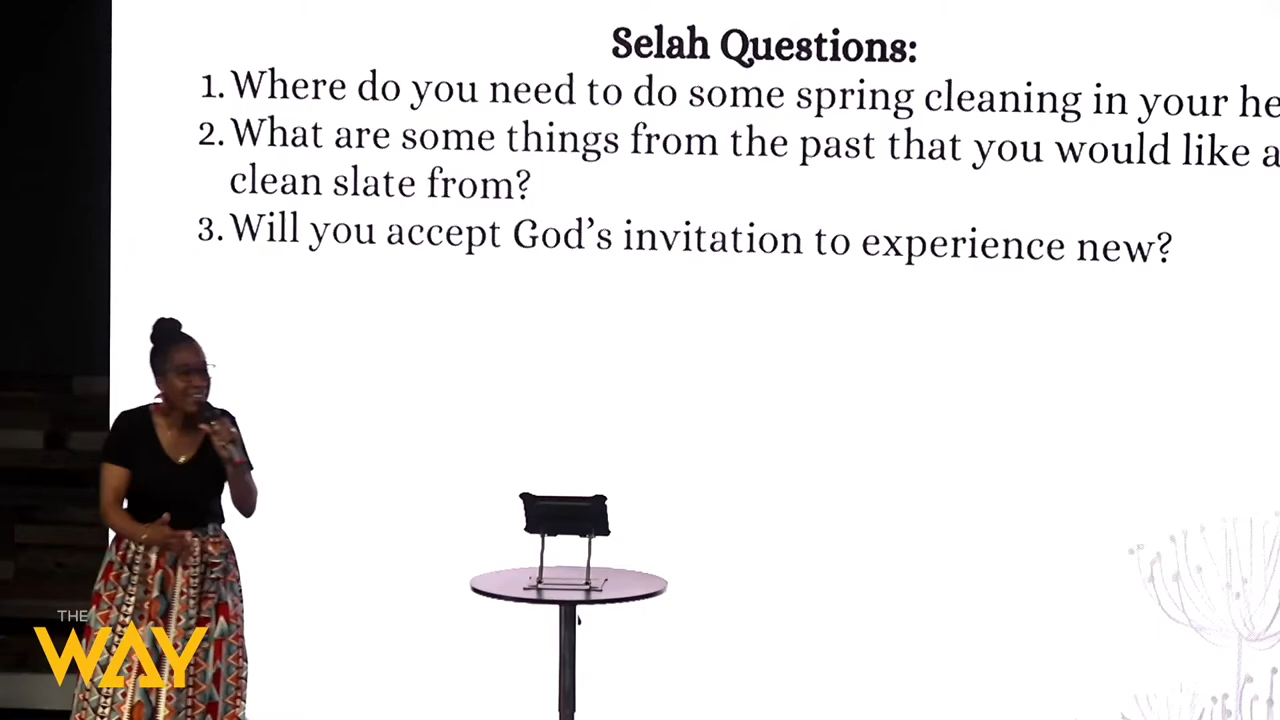 Selah Questions:
1. Where do you need to do some spring cleaning in your he
2. What are some things from the past that you would like a
clean slate from?
3. Will you accept God's invitation to experience new?
THE
WAY